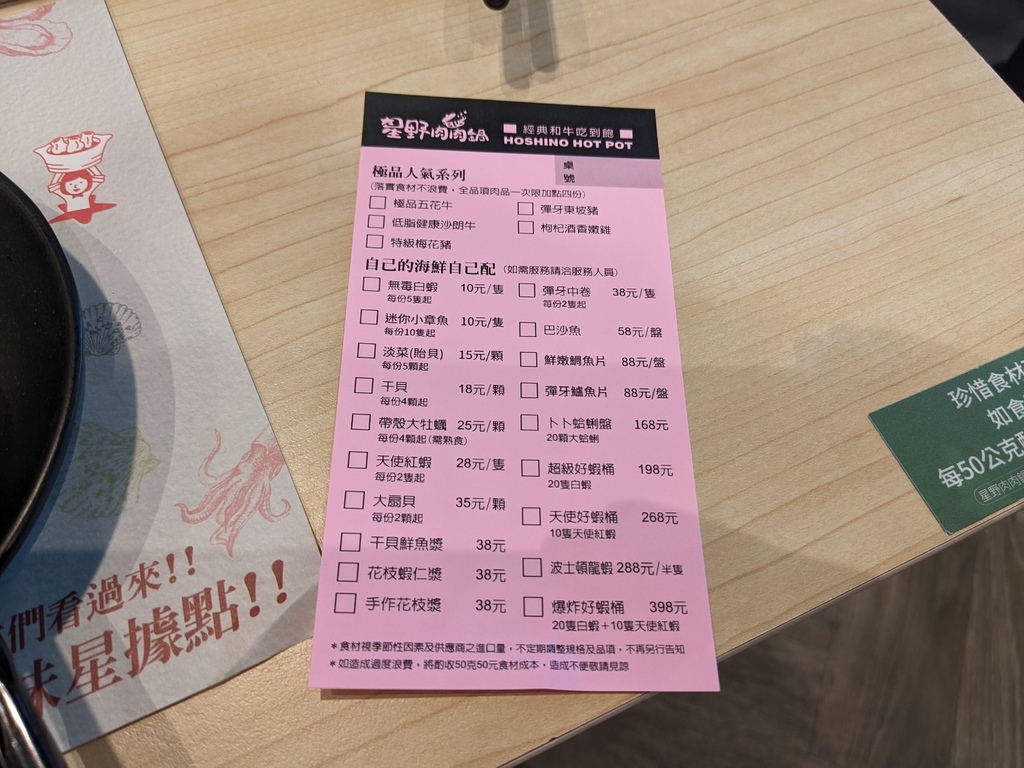 星野肉肉鍋
經典和牛吃到飽
HOSHINO HOT POT
桌號
極品人氣系列
(落實食材不浪費，全品項肉品一次限加點四份)
極品五花牛
彈牙東坡豬
低脂健康沙朗牛
枸杞酒香嫩雞
特級梅花豬
自己的海鮮自己配 (如需服務請洽服務人員)
無毒白蝦 10元/隻
每份5隻起
迷你小章魚 10元/隻
每份10隻起
淡菜(貽貝) 15元/顆
每份5顆起
干貝 18元/顆
每份4顆起
帶殼大牡蠣 25元/顆
每份4顆起(需熟食)
天使紅蝦 28元/隻
每份2隻起
大扇貝 35元/顆
每份2顆起
干貝鮮魚漿 38元
花枝蝦仁漿 38元
手作花枝漿 38元
彈牙中卷 38元/隻
每份2隻起
巴沙魚 58元/盤
鮮嫩鯛魚片 88元/盤
彈牙鱸魚片 88元/盤
卜卜蛤蜊盤 168元
20顆大蛤蜊
超級好蝦桶 198元
20隻白蝦
天使好蝦桶 268元
10隻天使紅蝦
波士頓龍蝦 288元/半隻
爆炸好蝦桶 398元
20隻白蝦+10隻天使紅蝦
*食材視季節性因素及供應商之進口量，不定期調整規格及品項，不再另行告知
*如造成過度浪費，將酌收50克50元食材成本，造成不便敬請見諒
們看過來!!
星據點!!
珍惜食材
如食
每50公克
星野肉肉鍋